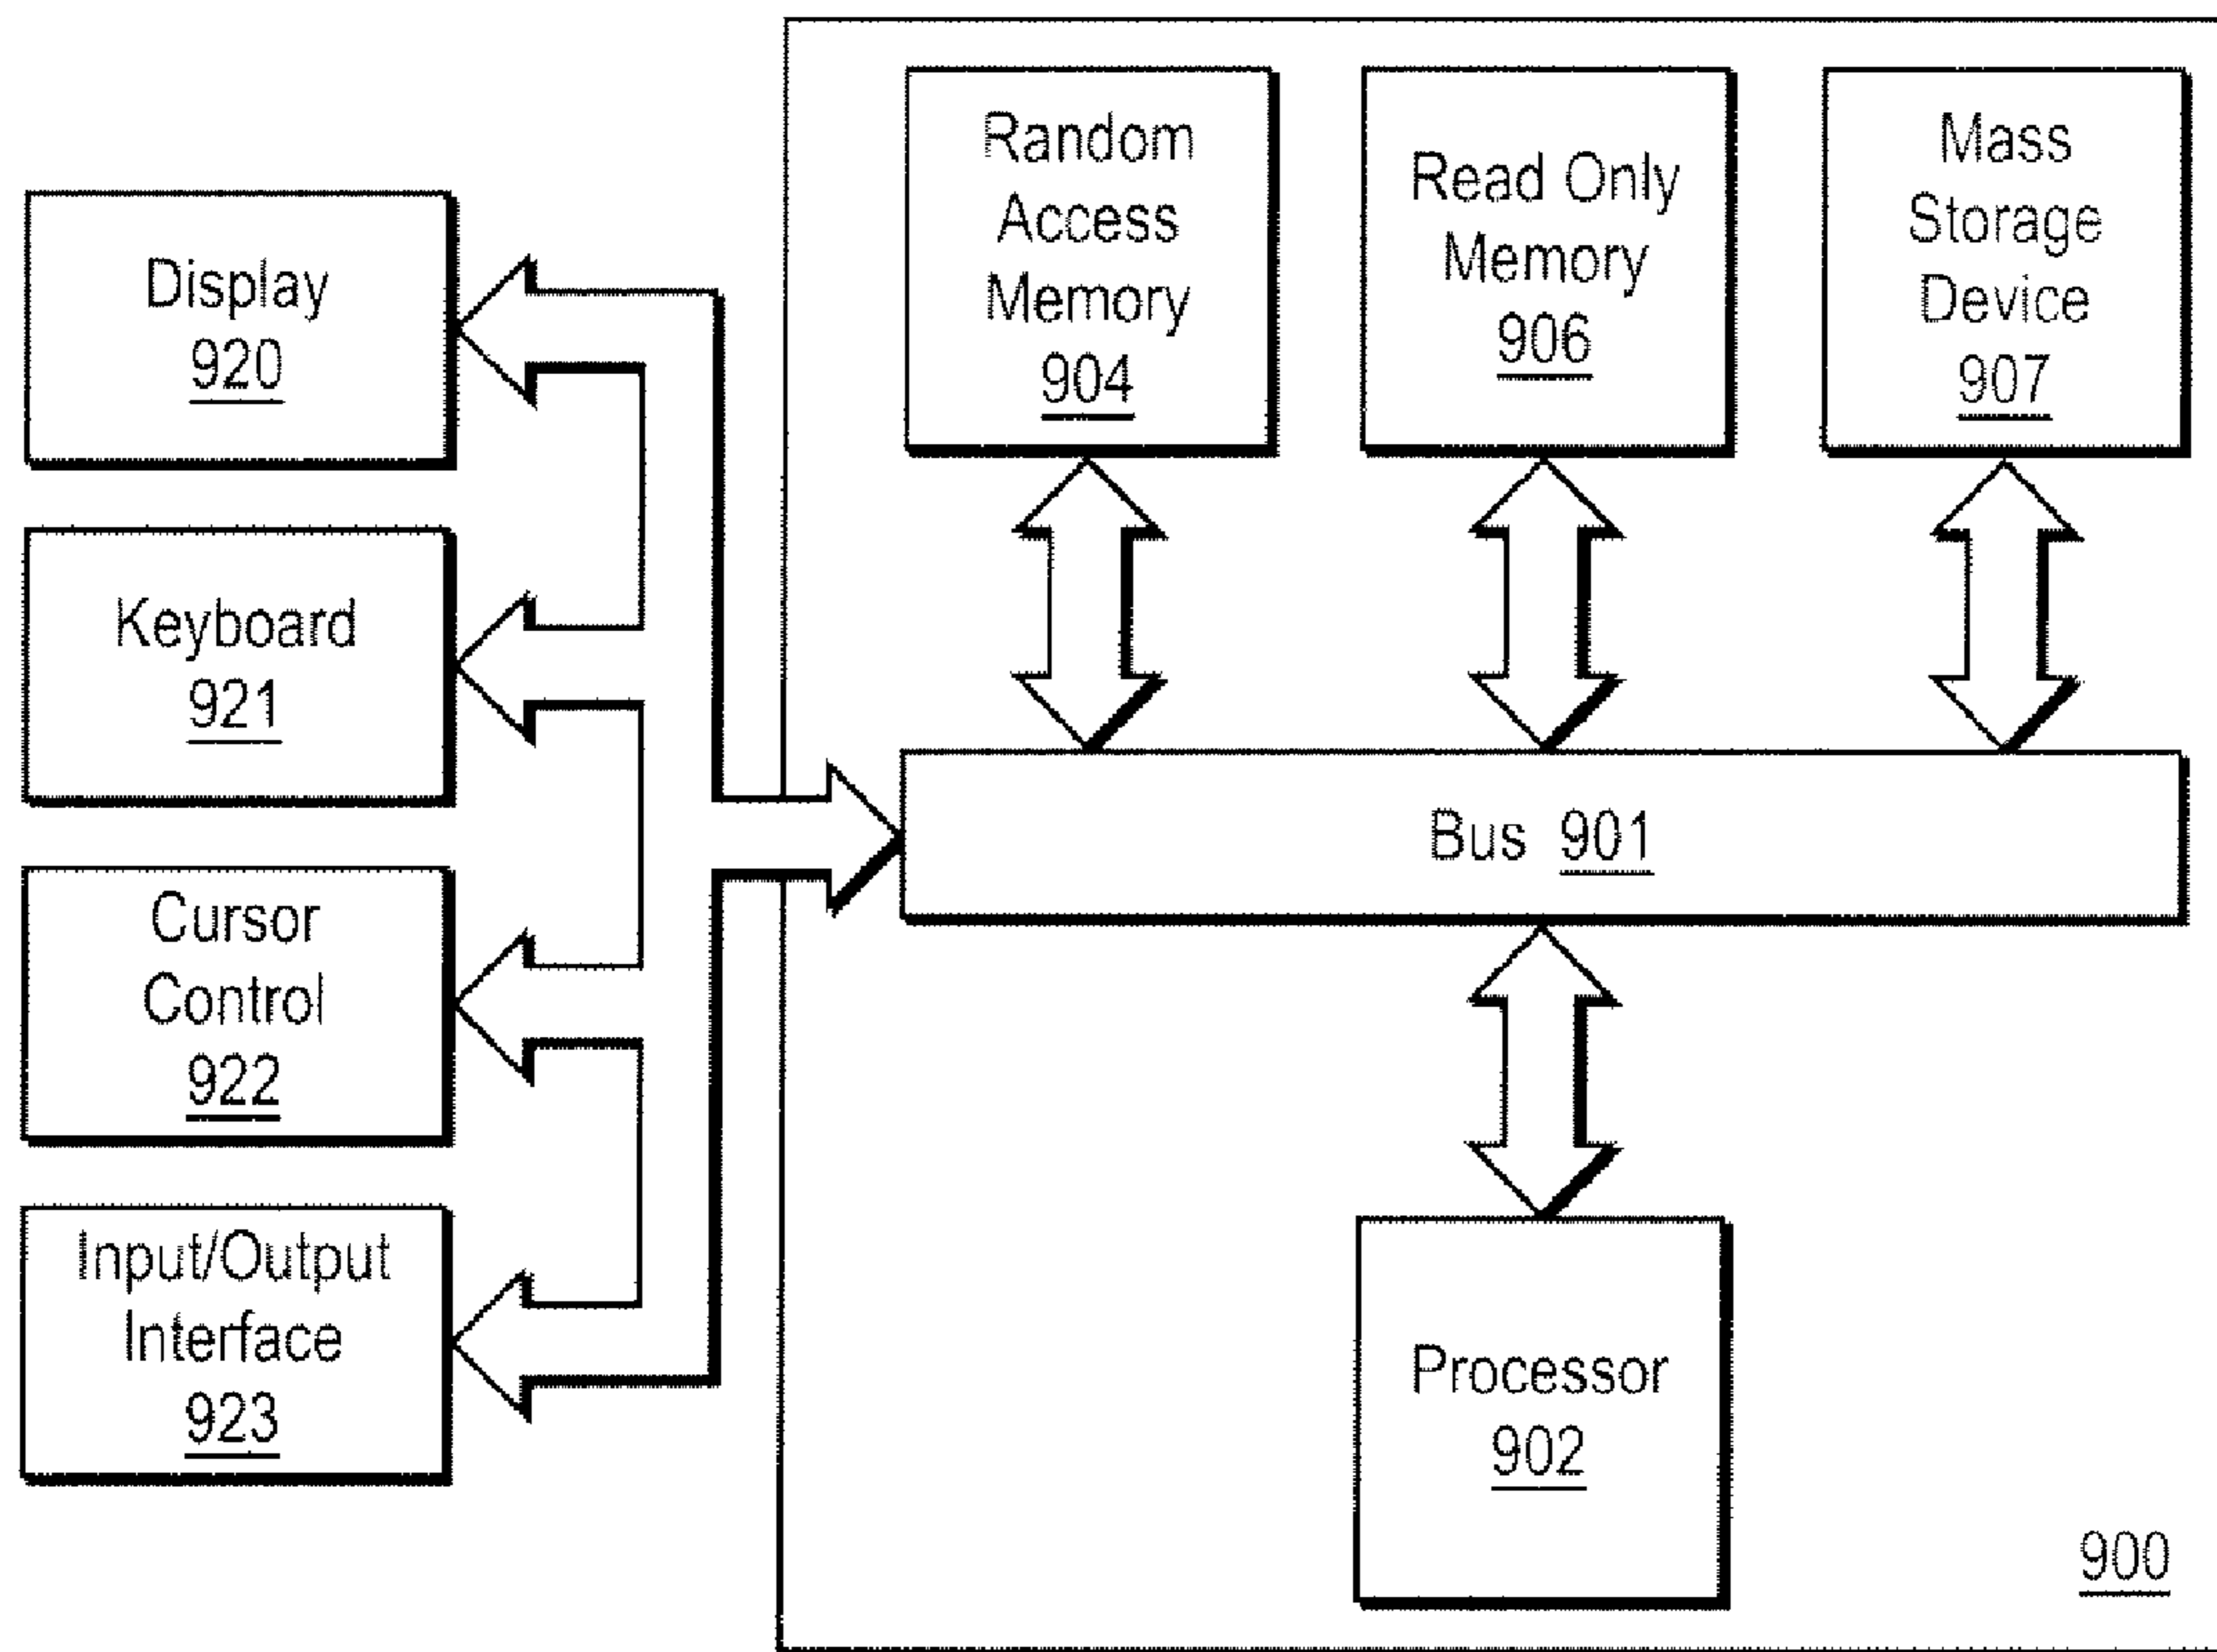 Display
920
Keyboard
921
Cursor
Control
922
Input/Output
Interface
923
Random
Access
Memory
904
Read Only
Memory
906
Mass
Storage
Device
907
Bus 901
Processor
902
900